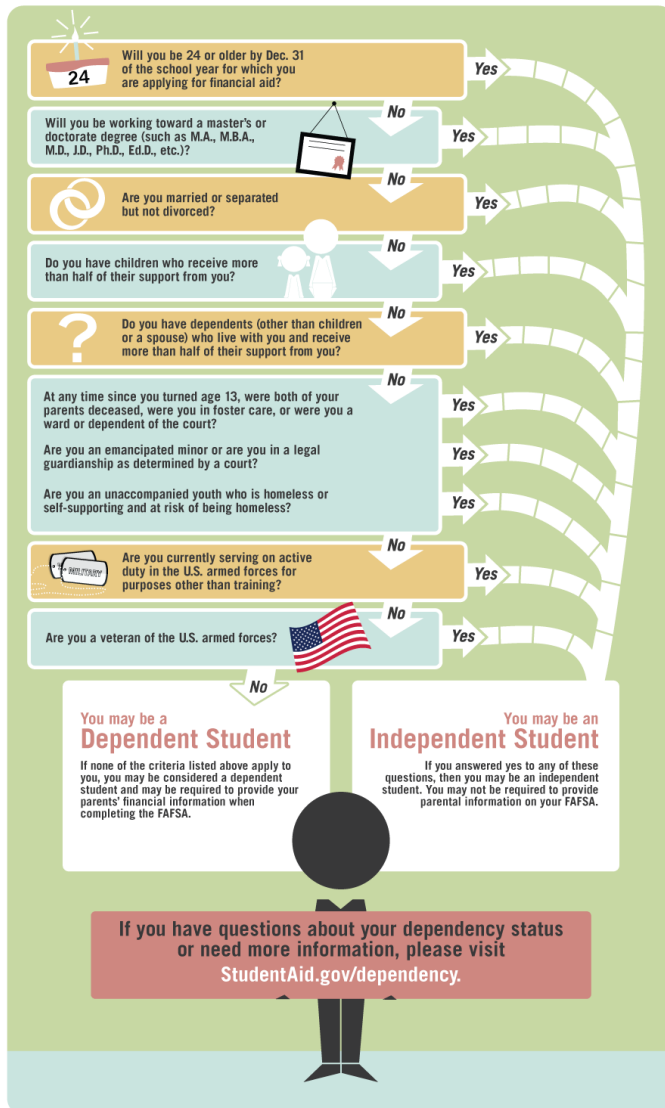 24
Will you be 24 or older by Dec. 31
of the school year for which you
are applying for financial aid?
Yes
No
Will you be working toward a master's or
doctorate degree (such as M.A., M.B.A.,
M.D., J.D., Ph.D., Ed.D., etc.)?
Yes
No
Are you married or separated
but not divorced?
Yes
No
Do you have children who receive more
than half of their support from you?
Yes
No
Do you have dependents (other than children
or a spouse) who live with you and receive
more than half of their support from you?
Yes
No
At any time since you turned age 13, were both of your
parents deceased, were you in foster care, or were you a
ward or dependent of the court?
Yes
Are you an emancipated minor or are you in a legal
guardianship as determined by a court?
Yes
Are you an unaccompanied youth who is homeless or
self-supporting and at risk of being homeless?
Yes
No
Are you currently serving on active
duty in the U.S. armed forces for
purposes other than training?
Yes
No
Are you a veteran of the U.S. armed forces?
Yes
No
You may be a
Dependent Student
If none of the criteria listed above apply to
you, you may be considered a dependent
student and may be required to provide your
parents' financial information when
completing the FAFSA.
You may be an
Independent Student
If you answered yes to any of these
questions, then you may be an independent
student. You may not be required to provide
parental information on your FAFSA.
If you have questions about your dependency status
or need more information, please visit
StudentAid.gov/dependency.